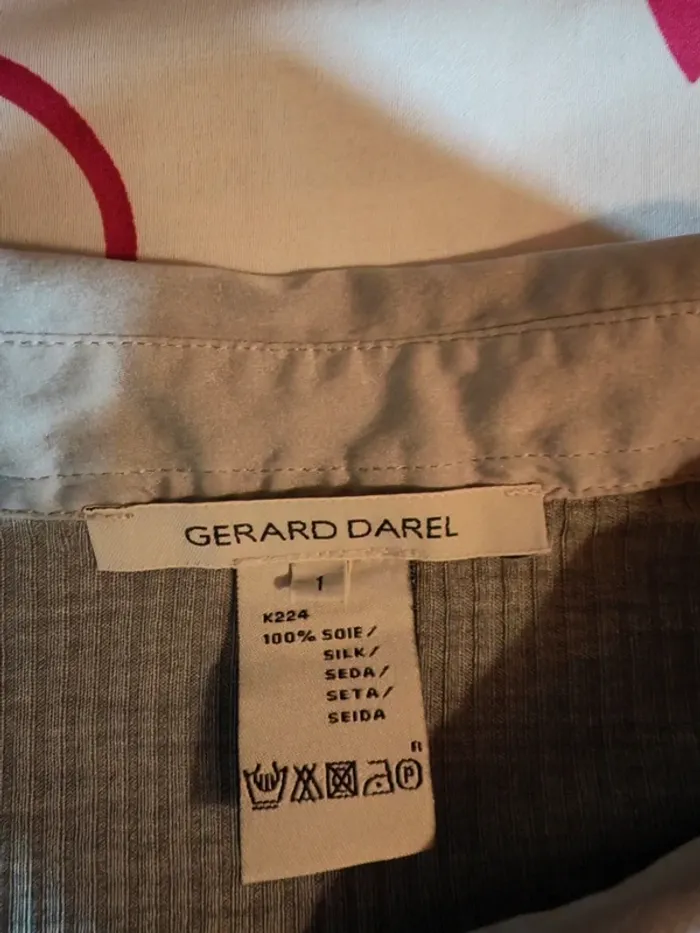 GERARD DAREL
1
K224
100% SOIE/
SILK/
SEDA/
SETA/
SEIDA
R
P